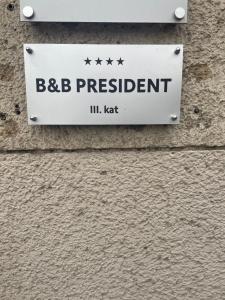 ★★★★
B&B PRESIDENT
III. kat